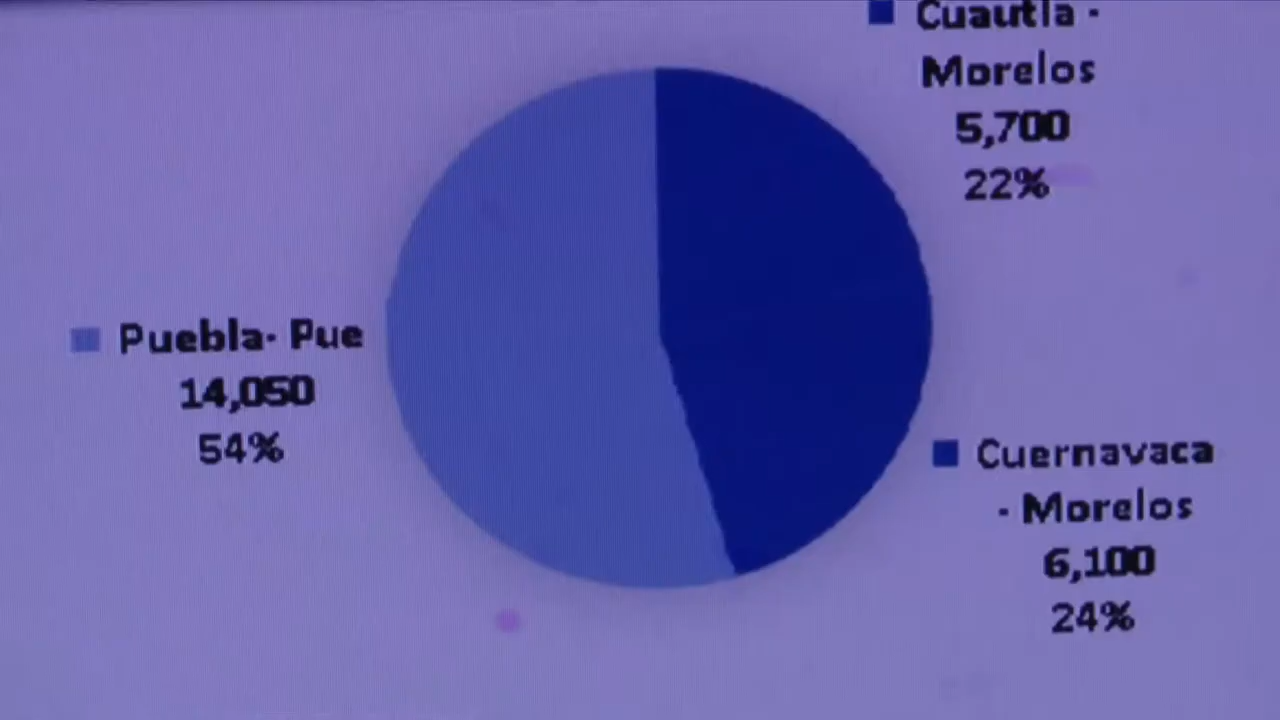 Cuautla -
Morelos
5,700
22%
Puebla- Pue
14,050
54%
Cuernavaca
- Morelos
6,100
24%